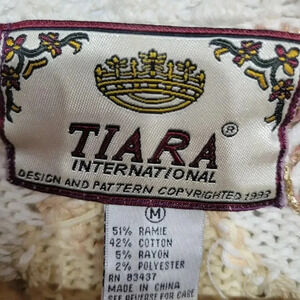 TIARA ®
INTERNATIONAL
DESIGN AND PATTERN COPYRIGHTED 1993
M
51% RAMIE
42% COTTON
5% RAYON
2% POLYESTER
RN 83437
MADE IN CHINA
SEE REVERSE FOR CARE